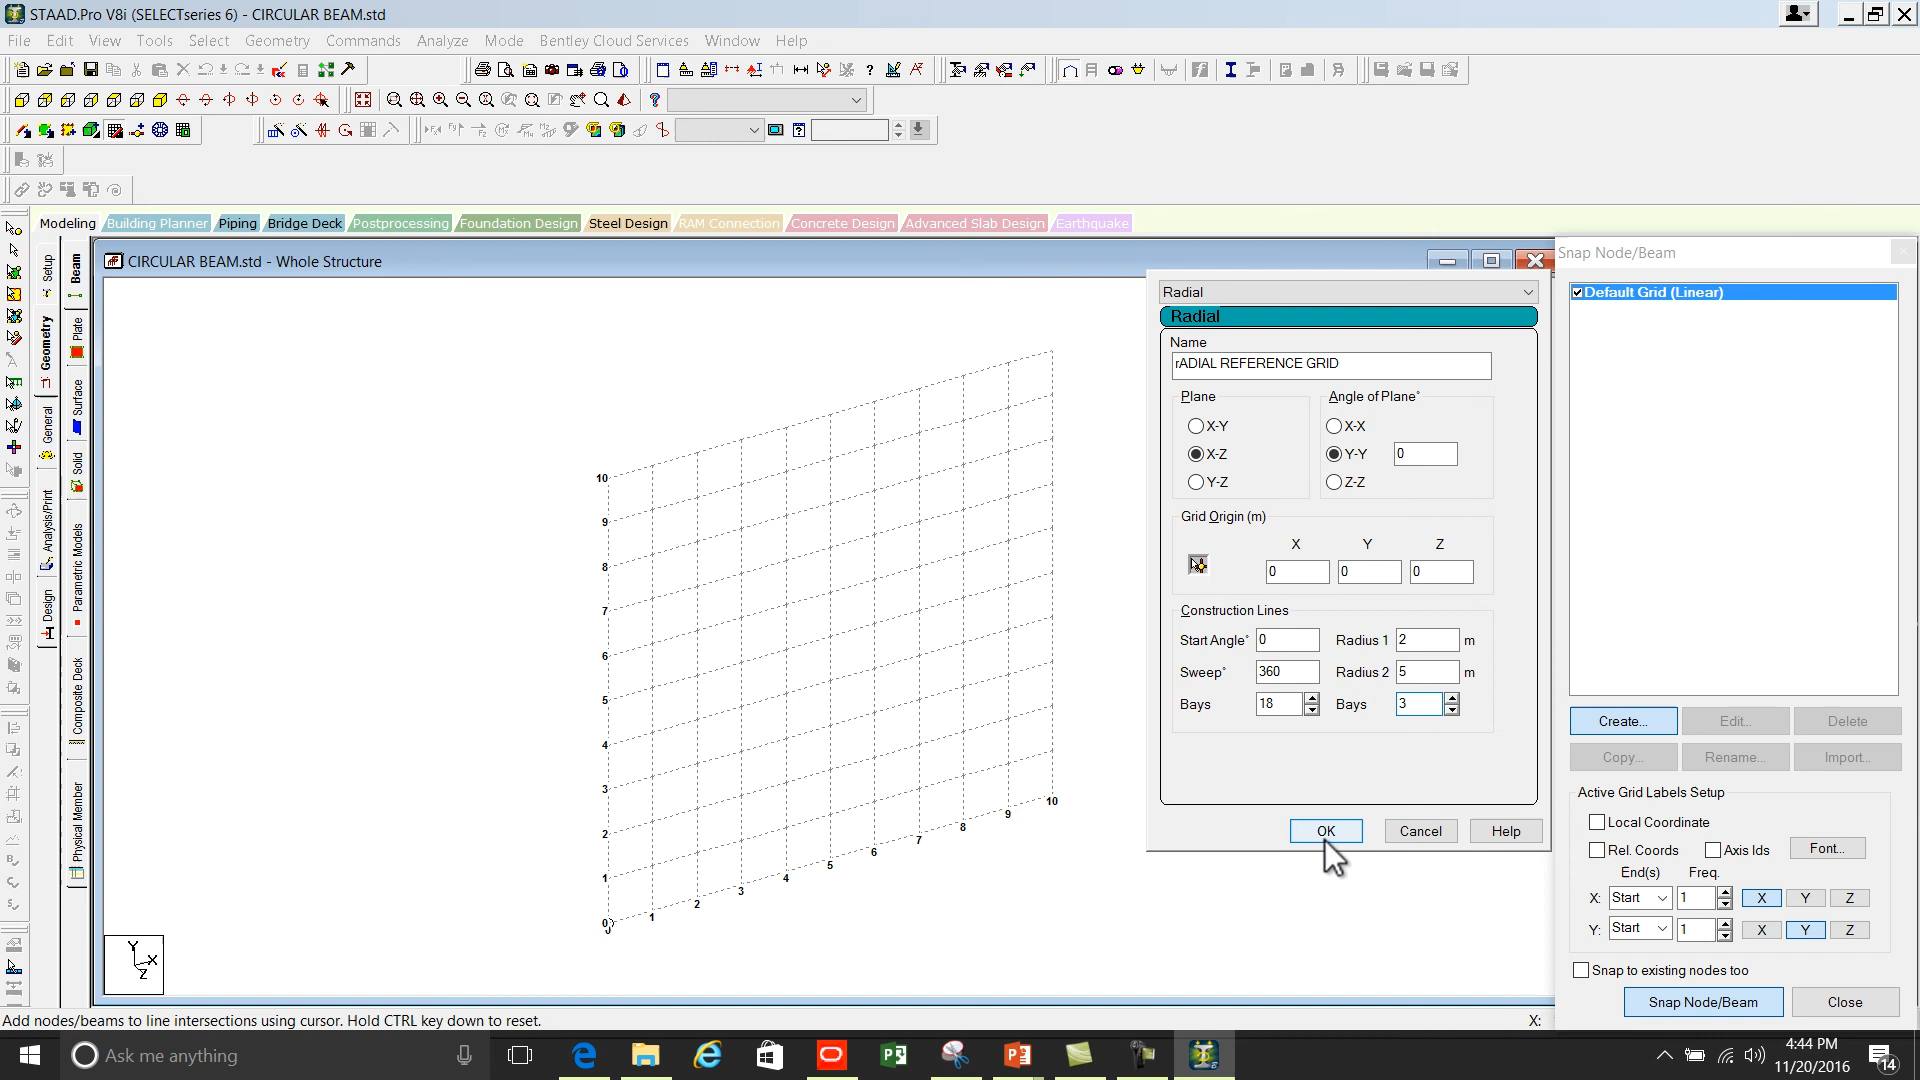 STAAD.Pro V8i (SELECTseries 6) - CIRCULAR BEAM.std
File Edit View Tools Select Geometry Commands Analyze Mode Bentley Cloud Services Window Help
Modeling Building Planner Piping Bridge Deck Postprocessing Foundation Design Steel Design RAM Connection Concrete Design Advanced Slab Design Earthquake
Setup
Geometry
General
Analysis/Print
Design
Beam
Plate
Surface
Solid
Parametric Models
Composite Deck
Physical Member
CIRCULAR BEAM.std - Whole Structure
10
9
8
7
6
5
4
3
2
1
0
1
2
3
4
5
6
7
8
9
10
Y
X
Z
Radial
Radial
Name
rADIAL REFERENCE GRID
Plane Angle of Plane°
X-Y X-X
X-Z Y-Y 0
Y-Z Z-Z
Grid Origin (m)
X Y Z
0 0 0
Construction Lines
Start Angle° 0 Radius 1 2 m
Sweep° 360 Radius 2 5 m
Bays 18 Bays 3
OK Cancel Help
Snap Node/Beam
Default Grid (Linear)
Create... Edit... Delete
Copy... Rename... Import...
Active Grid Labels Setup
Local Coordinate
Rel. Coords Axis Ids Font...
End(s) Freq.
X: Start 1 X Y Z
Y: Start 1 X Y Z
Snap to existing nodes too
Snap Node/Beam Close
Add nodes/beams to line intersections using cursor. Hold CTRL key down to reset.
X:
Ask me anything
4:44 PM
11/20/2016
14